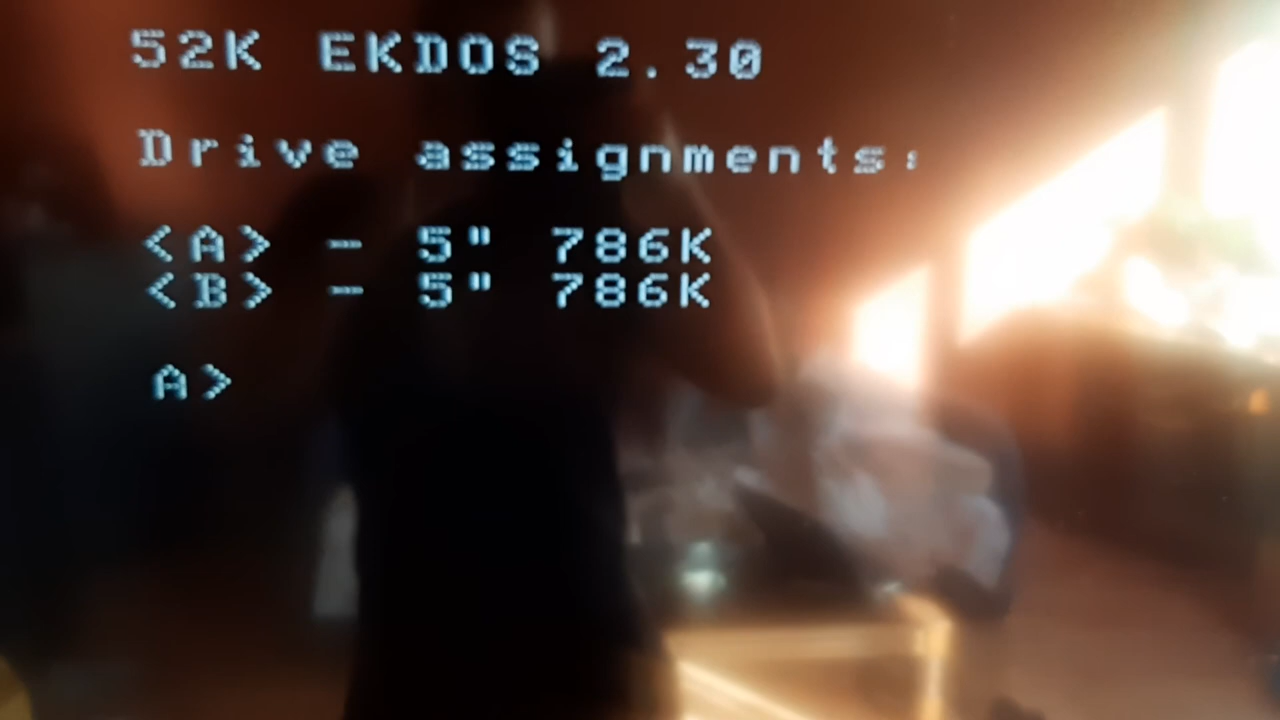 52K EKDOS 2.30
Drive assignments:
<A> - 5" 786K
<B> - 5" 786K
A>